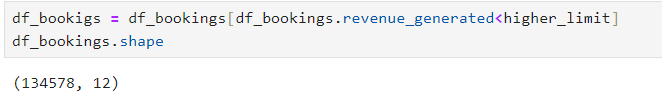 df_bookigs = df_bookings[df_bookings.revenue_generated<higher_limit]
df_bookings.shape
(134578, 12)